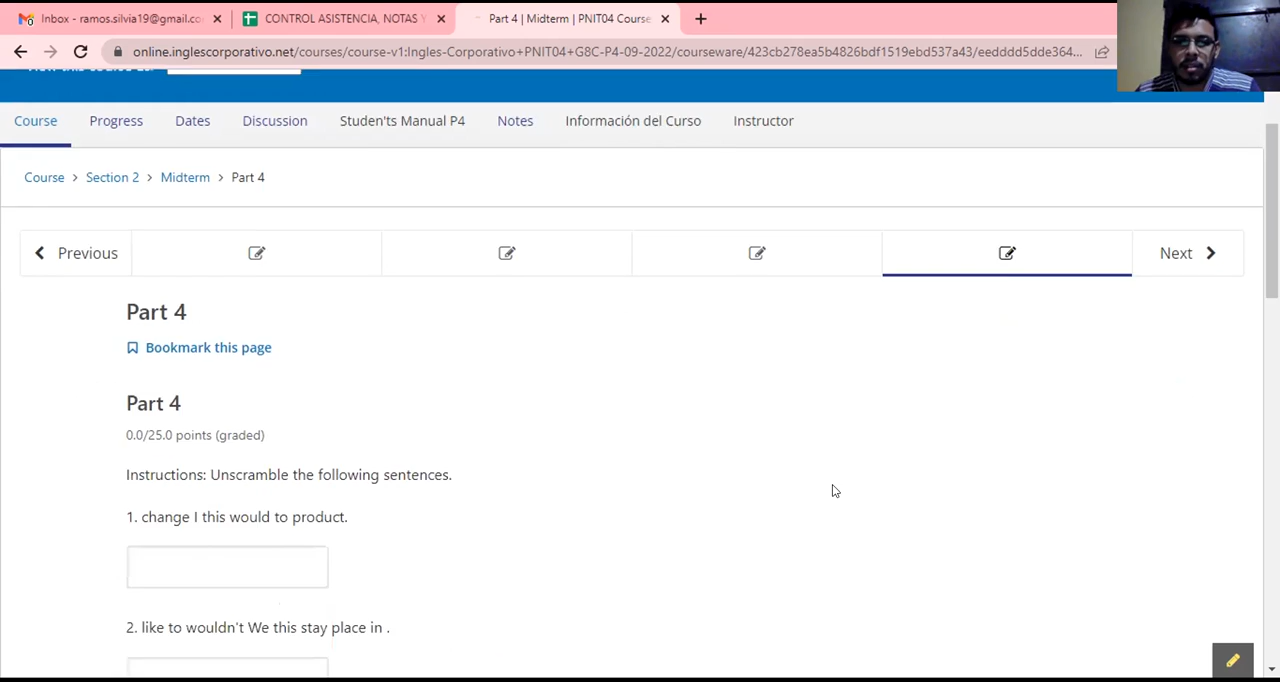 Inbox - ramos.silvia19@gmail.co
CONTROL ASISTENCIA, NOTAS Y
Part 4 | Midterm | PNIT04 Course
online.inglescorporativo.net/courses/course-v1:Ingles-Corporativo+PNIT04+G8C-P4-09-2022/courseware/423cb278ea5b4826bdf1519ebd537a43/eedddd5dde364...
Course
Progress
Dates
Discussion
Studen'ts Manual P4
Notes
Información del Curso
Instructor
Course > Section 2 > Midterm > Part 4
Previous
Next
Part 4
Bookmark this page
Part 4
0.0/25.0 points (graded)
Instructions: Unscramble the following sentences.
1. change I this would to product.
2. like to wouldn't We this stay place in .